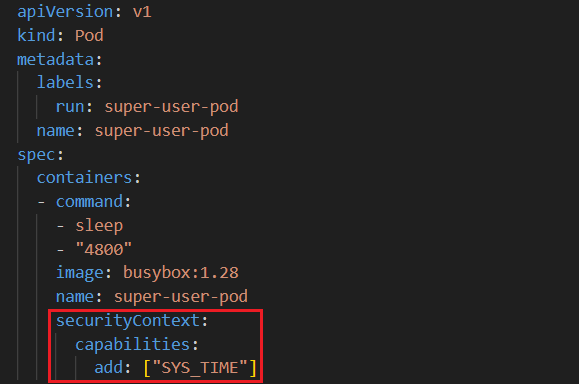 apiVersion: v1
kind: Pod
metadata:
  labels:
    run: super-user-pod
  name: super-user-pod
spec:
  containers:
  - command:
    - sleep
    - "4800"
    image: busybox:1.28
    name: super-user-pod
    securityContext:
      capabilities:
        add: ["SYS_TIME"]